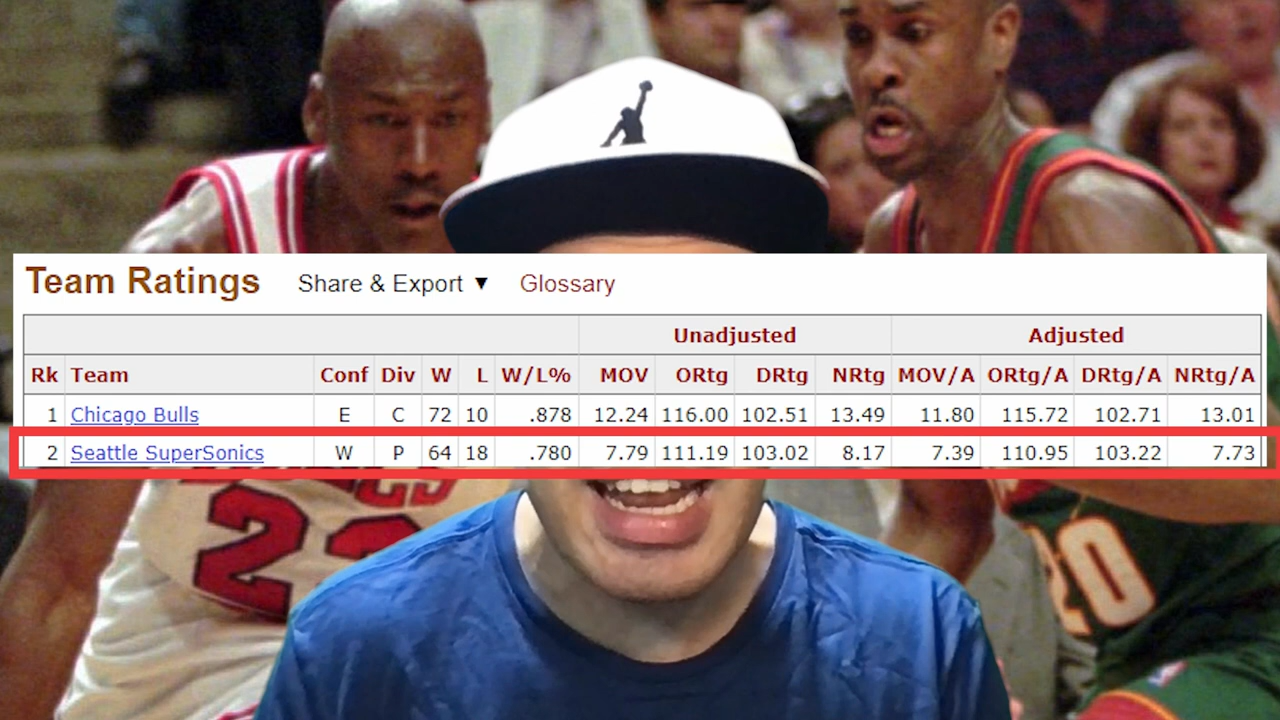 Team Ratings Share & Export ▼ Glossary
Unadjusted Adjusted
Rk Team Conf Div W L W/L% MOV ORtg DRtg NRtg MOV/A ORtg/A DRtg/A NRtg/A
1 Chicago Bulls E C 72 10 .878 12.24 116.00 102.51 13.49 11.80 115.72 102.71 13.01
2 Seattle SuperSonics W P 64 18 .780 7.79 111.19 103.02 8.17 7.39 110.95 103.22 7.73
23
20